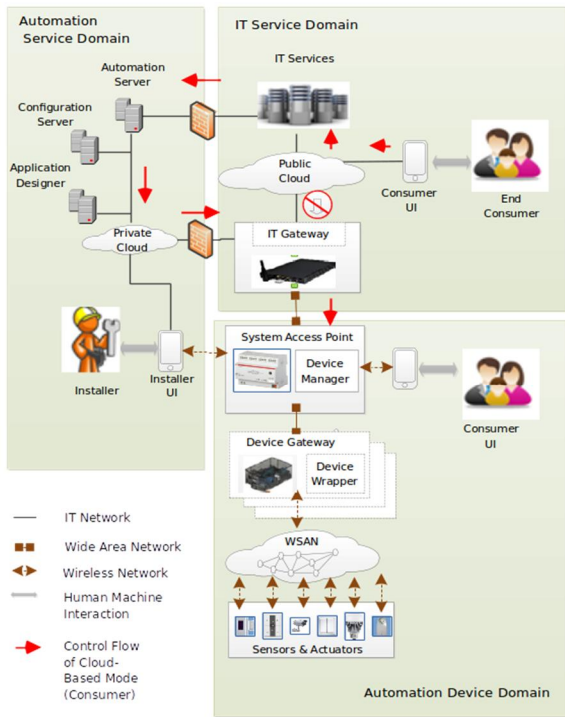 Automation
Service Domain
IT Service Domain
Automation
Server
IT Services
Configuration
Server
Application
Designer
Public
Cloud
Consumer
UI
End
Consumer
Private
Cloud
IT Gateway
System Access Point
Device
Manager
Installer
Installer
UI
Consumer
UI
Device Gateway
Device
Wrapper
WSAN
Sensors & Actuators
IT Network
Wide Area Network
Wireless Network
Human Machine
Interaction
Control Flow
of Cloud-
Based Mode
(Consumer)
Automation Device Domain